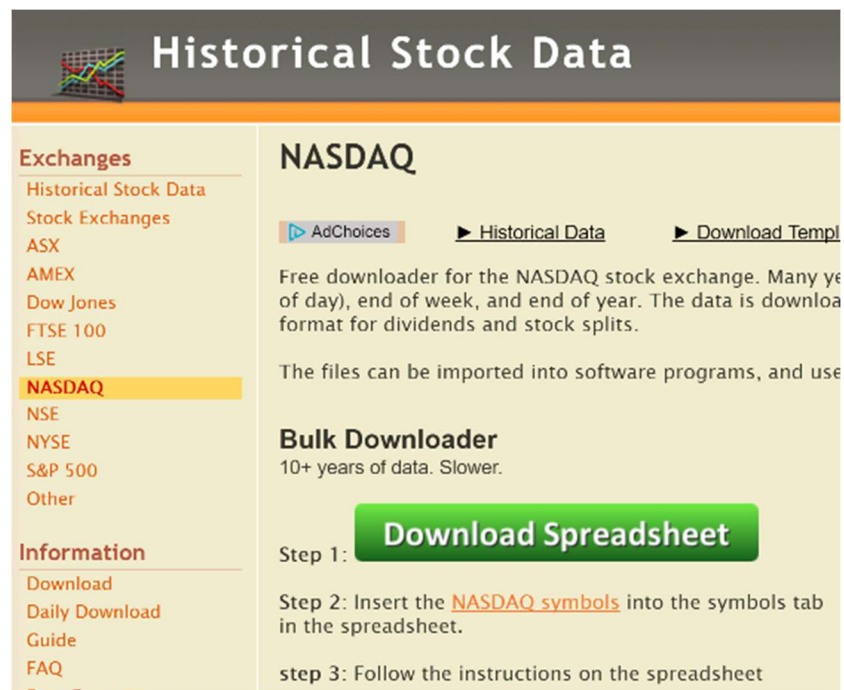 Historical Stock Data
Exchanges
Historical Stock Data
Stock Exchanges
ASX
AMEX
Dow Jones
FTSE 100
LSE
NASDAQ
NSE
NYSE
S&P 500
Other
Information
Download
Daily Download
Guide
FAQ
NASDAQ
AdChoices ► Historical Data ► Download Templ
Free downloader for the NASDAQ stock exchange. Many ye
of day), end of week, and end of year. The data is downloa
format for dividends and stock splits.
The files can be imported into software programs, and use
Bulk Downloader
10+ years of data. Slower.
Step 1: Download Spreadsheet
Step 2: Insert the NASDAQ symbols into the symbols tab
in the spreadsheet.
step 3: Follow the instructions on the spreadsheet